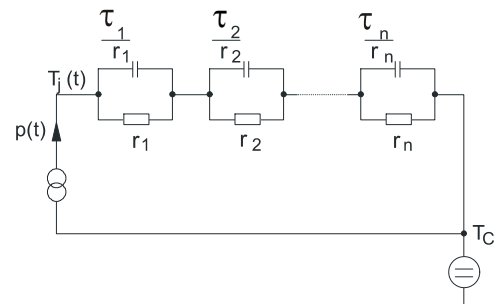 τ1/r1 τ2/r2 τn/rn
Tj(t)
p(t) r1 r2 rn
TC